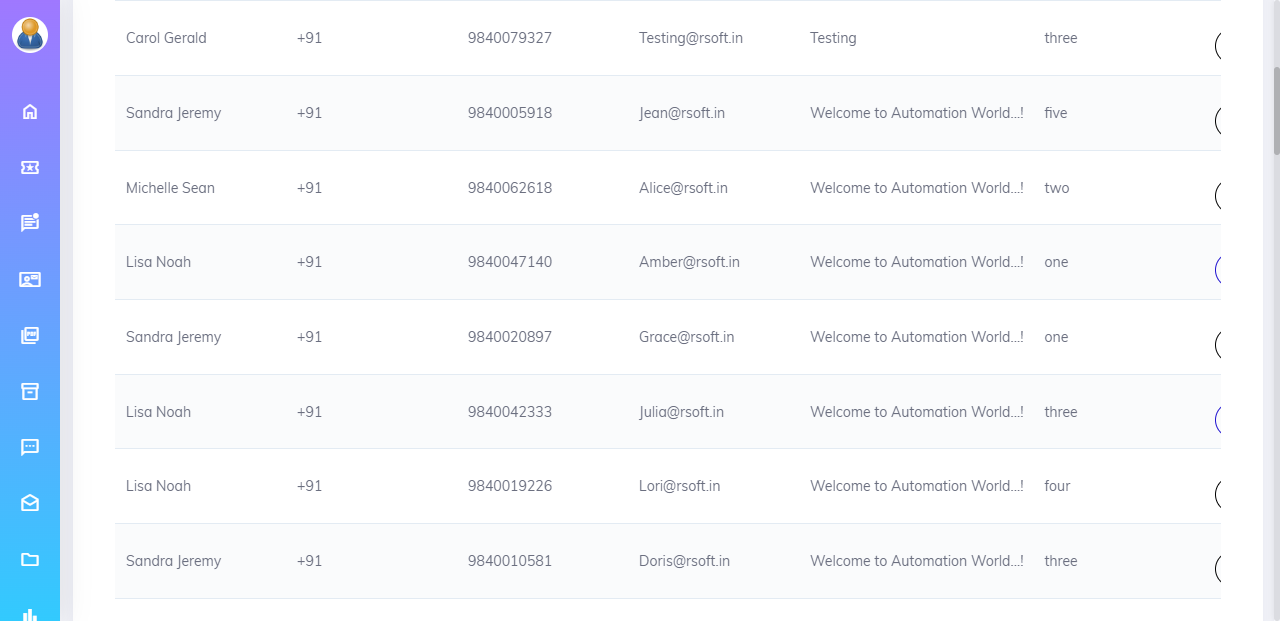 Carol Gerald +91 9840079327 Testing@rsoft.in Testing three
Sandra Jeremy +91 9840005918 Jean@rsoft.in Welcome to Automation World...! five
Michelle Sean +91 9840062618 Alice@rsoft.in Welcome to Automation World...! two
Lisa Noah +91 9840047140 Amber@rsoft.in Welcome to Automation World...! one
Sandra Jeremy +91 9840020897 Grace@rsoft.in Welcome to Automation World...! one
Lisa Noah +91 9840042333 Julia@rsoft.in Welcome to Automation World...! three
Lisa Noah +91 9840019226 Lori@rsoft.in Welcome to Automation World...! four
Sandra Jeremy +91 9840010581 Doris@rsoft.in Welcome to Automation World...! three